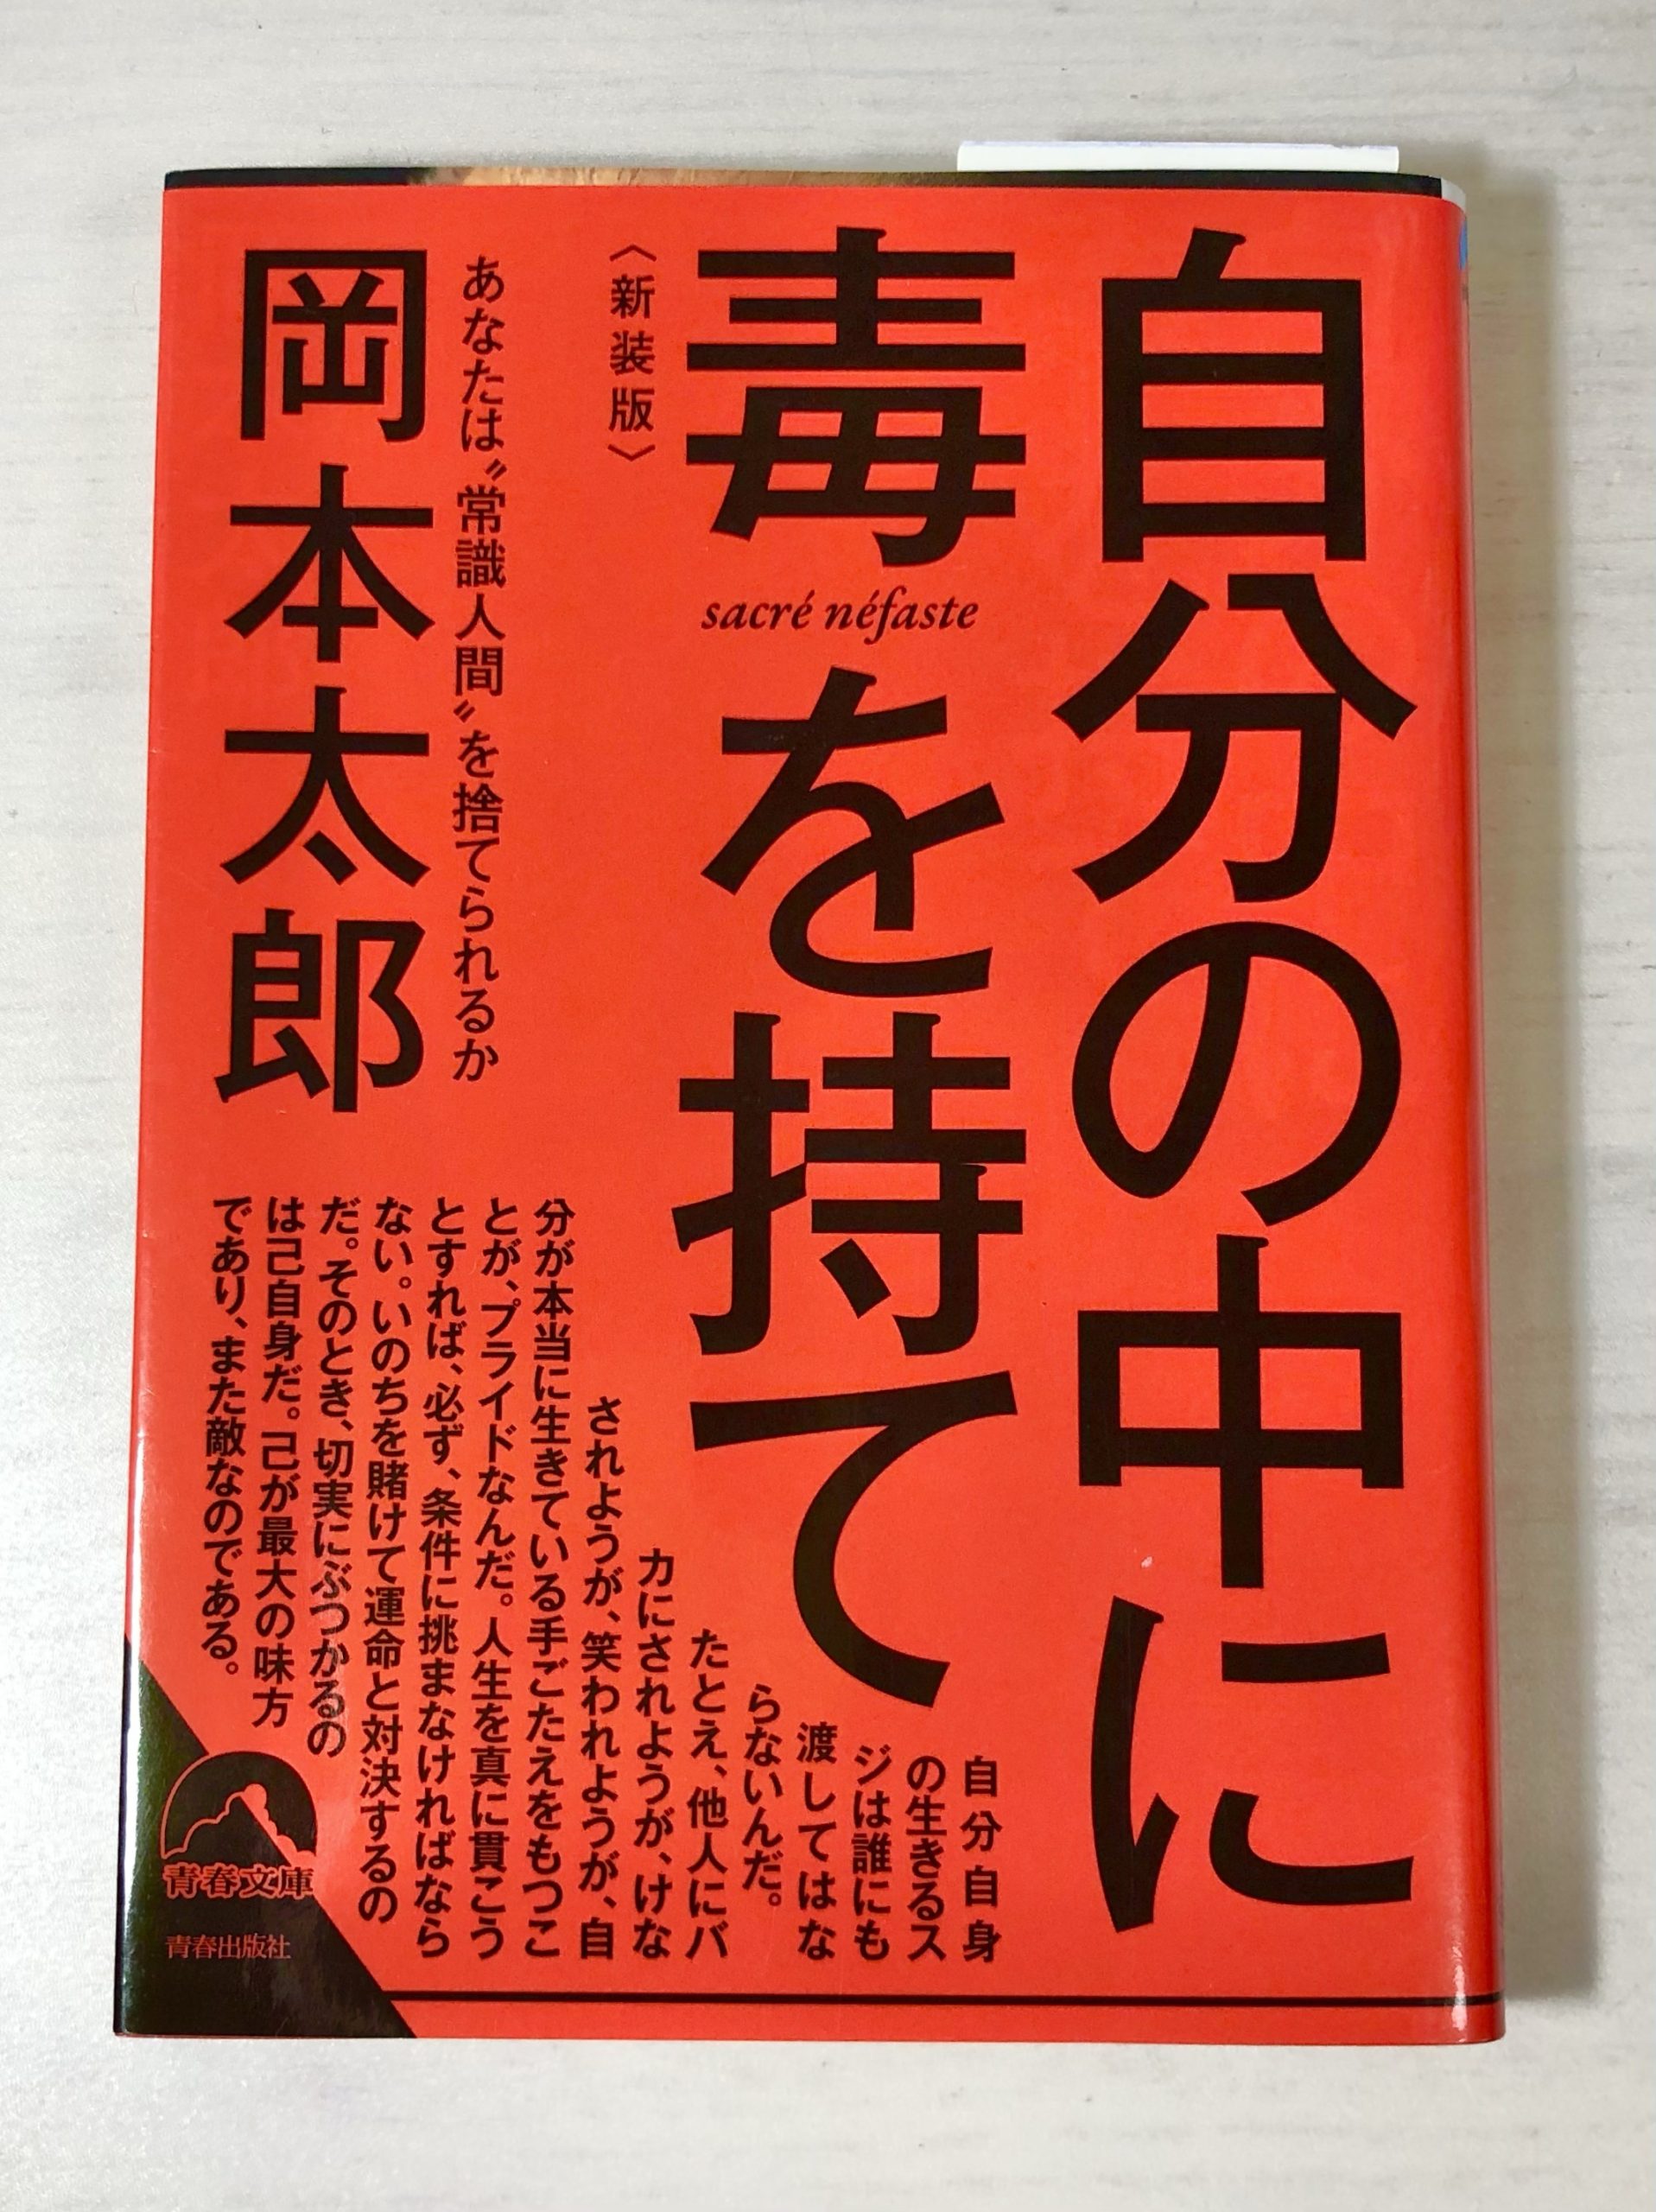 自分の中に
毒を持て
sacré néfaste
〈新装版〉
あなたは〝常識人間〟を捨てられるか
岡本太郎
自分自身
の生きるス
ジは誰にも
渡してはな
らないんだ。
たとえ、他人にバ
カにされようが、けな
されようが、笑われようが、自
分が本当に生きている手ごたえをもつこ
とが、プライドなんだ。人生を真に貫こう
とすれば、必ず、条件に挑まなければなら
ない。いのちを賭けて運命と対決するの
だ。そのとき、切実にぶつかるの
は己自身だ。己が最大の味方
であり、また敵なのである。
青春文庫
青春出版社